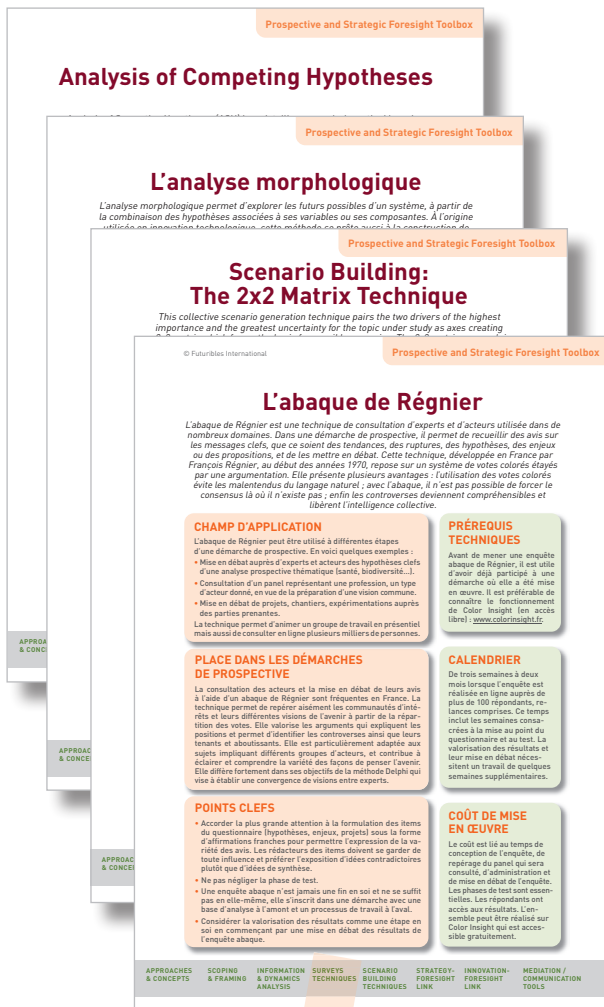 Prospective and Strategic Foresight Toolbox
Analysis of Competing Hypotheses
Prospective and Strategic Foresight Toolbox
L'analyse morphologique
L'analyse morphologique permet d'explorer les futurs possibles d'un système, à partir de
la combinaison des hypothèses associées à ses variables ou ses composantes. À l'origine
utilisée en innovation technologique, cette méthode se prête aussi à la construction de
Prospective and Strategic Foresight Toolbox
Scenario Building:
The 2x2 Matrix Technique
This collective scenario generation technique pairs the two drivers of the highest
importance and the greatest uncertainty for the topic under study as axes creating
© Futuribles International
Prospective and Strategic Foresight Toolbox
L'abaque de Régnier
L'abaque de Régnier est une technique de consultation d'experts et d'acteurs utilisée dans de
nombreux domaines. Dans une démarche de prospective, il permet de recueillir des avis sur
les messages clefs, que ce soient des tendances, des ruptures, des hypothèses, des enjeux
ou des propositions, et de les mettre en débat. Cette technique, développée en France par
François Régnier, au début des années 1970, repose sur un système de votes colorés étayés
par une argumentation. Elle présente plusieurs avantages : l'utilisation des votes colorés
évite les malentendus du langage naturel ; avec l'abaque, il n'est pas possible de forcer le
consensus là où il n'existe pas ; enfin les controverses deviennent compréhensibles et
libèrent l'intelligence collective.
CHAMP D'APPLICATION
L'abaque de Régnier peut être utilisé à différentes étapes
d'une démarche de prospective. En voici quelques exemples :
• Mise en débat auprès d'experts et acteurs des hypothèses clefs
d'une analyse prospective thématique (santé, biodiversité...).
• Consultation d'un panel représentant une profession, un type
d'acteur donné, en vue de la préparation d'une vision commune.
• Mise en débat de projets, chantiers, expérimentations auprès
des parties prenantes.
La technique permet d'animer un groupe de travail en présentiel
mais aussi de consulter en ligne plusieurs milliers de personnes.
PRÉREQUIS
TECHNIQUES
Avant de mener une enquête
abaque de Régnier, il est utile
d'avoir déjà participé à une
démarche où elle a été mise
en œuvre. Il est préférable de
connaître le fonctionnement
de Color Insight (en accès
libre) : www.colorinsight.fr.
PLACE DANS LES DÉMARCHES
DE PROSPECTIVE
La consultation des acteurs et la mise en débat de leurs avis
à l'aide d'un abaque de Régnier sont fréquentes en France. La
technique permet de repérer aisément les communautés d'inté-
rêts et leurs différentes visions de l'avenir à partir de la répar-
tition des votes. Elle valorise les arguments qui expliquent les
positions et permet d'identifier les controverses ainsi que leurs
tenants et aboutissants. Elle est particulièrement adaptée aux
sujets impliquant différents groupes d'acteurs, et contribue à
éclairer et comprendre la variété des façons de penser l'avenir.
Elle diffère fortement dans ses objectifs de la méthode Delphi qui
vise à établir une convergence de visions entre experts.
CALENDRIER
De trois semaines à deux
mois lorsque l'enquête est
réalisée en ligne auprès de
plus de 100 répondants, re-
lances comprises. Ce temps
inclut les semaines consa-
crées à la mise au point du
questionnaire et au test. La
valorisation des résultats et
leur mise en débat néces-
sitent un travail de quelques
semaines supplémentaires.
POINTS CLEFS
• Accorder la plus grande attention à la formulation des items
du questionnaire (hypothèses, enjeux, projets) sous la forme
d'affirmations franches pour permettre l'expression de la va-
riété des avis. Les rédacteurs des items doivent se garder de
toute influence et préférer l'exposition d'idées contradictoires
plutôt que d'idées de synthèse.
• Ne pas négliger la phase de test.
• Une enquête abaque n'est jamais une fin en soi et ne se suffit
pas en elle-même, elle s'inscrit dans une démarche avec une
base d'analyse à l'amont et un processus de travail à l'aval.
• Considérer la valorisation des résultats comme une étape en
soi en commençant par une mise en débat des résultats de
l'enquête abaque.
COÛT DE MISE
EN ŒUVRE
Le coût est lié au temps de
conception de l'enquête, de
repérage du panel qui sera
consulté, d'administration et
de mise en débat de l'enquête.
Les phases de test sont essen-
tielles. Les répondants ont
accès aux résultats. L'en-
semble peut être réalisé sur
Color Insight qui est acces-
sible gratuitement.
APPROA
& CONC
APPROAC
& CONCE
APPROAC
& CONCEP
APPROACHES
& CONCEPTS
SCOPING
& FRAMING
INFORMATION
& DYNAMICS
ANALYSIS
SURVEYS
TECHNIQUES
SCENARIO
BUILDING
TECHNIQUES
STRATEGY-
FORESIGHT
LINK
INNOVATION-
FORESIGHT
LINK
MEDIATION /
COMMUNICATION
TOOLS